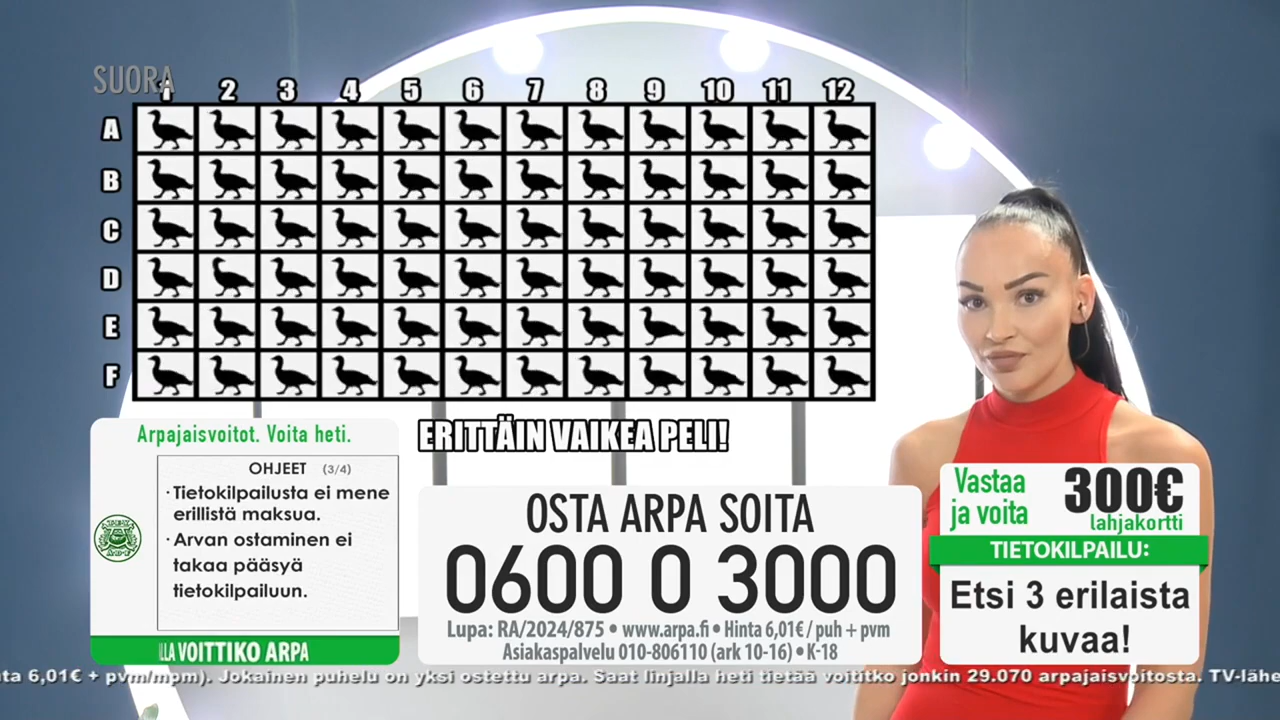 SUORA
1 2 3 4 5 6 7 8 9 10 11 12
A
B
C
D
E
F
ERITTÄIN VAIKEA PELI!
Arpajaisvoitot. Voita heti.
OHJEET (3/4)
· Tietokilpailusta ei mene
erillistä maksua.
· Arvan ostaminen ei
takaa pääsyä
tietokilpailuun.
LLA VOITTIKO ARPA
OSTA ARPA SOITA
0600 0 3000
Lupa: RA/2024/875 • www.arpa.fi • Hinta 6,01€ / puh + pvm
Asiakaspalvelu 010-806110 (ark 10-16) • K-18
Vastaa
ja voita
300€
lahjakortti
TIETOKILPAILU:
Etsi 3 erilaista
kuvaa!
nta 6,01€ + pvm/mpm). Jokainen puhelu on yksi ostettu arpa. Saat linjalla heti tietää voititko jonkin 29.070 arpajaisvoitosta. TV-lähe